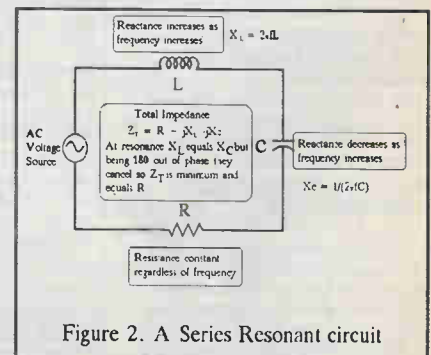 Reactance increases as
frequency increases
X_L = 2πfL
L
AC
Voltage
Source
Total Impedance
Z_T = R - jX_L -jX_C
At resonance X_L equals X_C but
being 180 out of phase they
cancel so Z_T is minimum and
equals R
C
Reactance decreases as
frequency increases
Xc = 1/(2πfC)
R
Resistance constant
regardless of frequency
Figure 2. A Series Resonant circuit